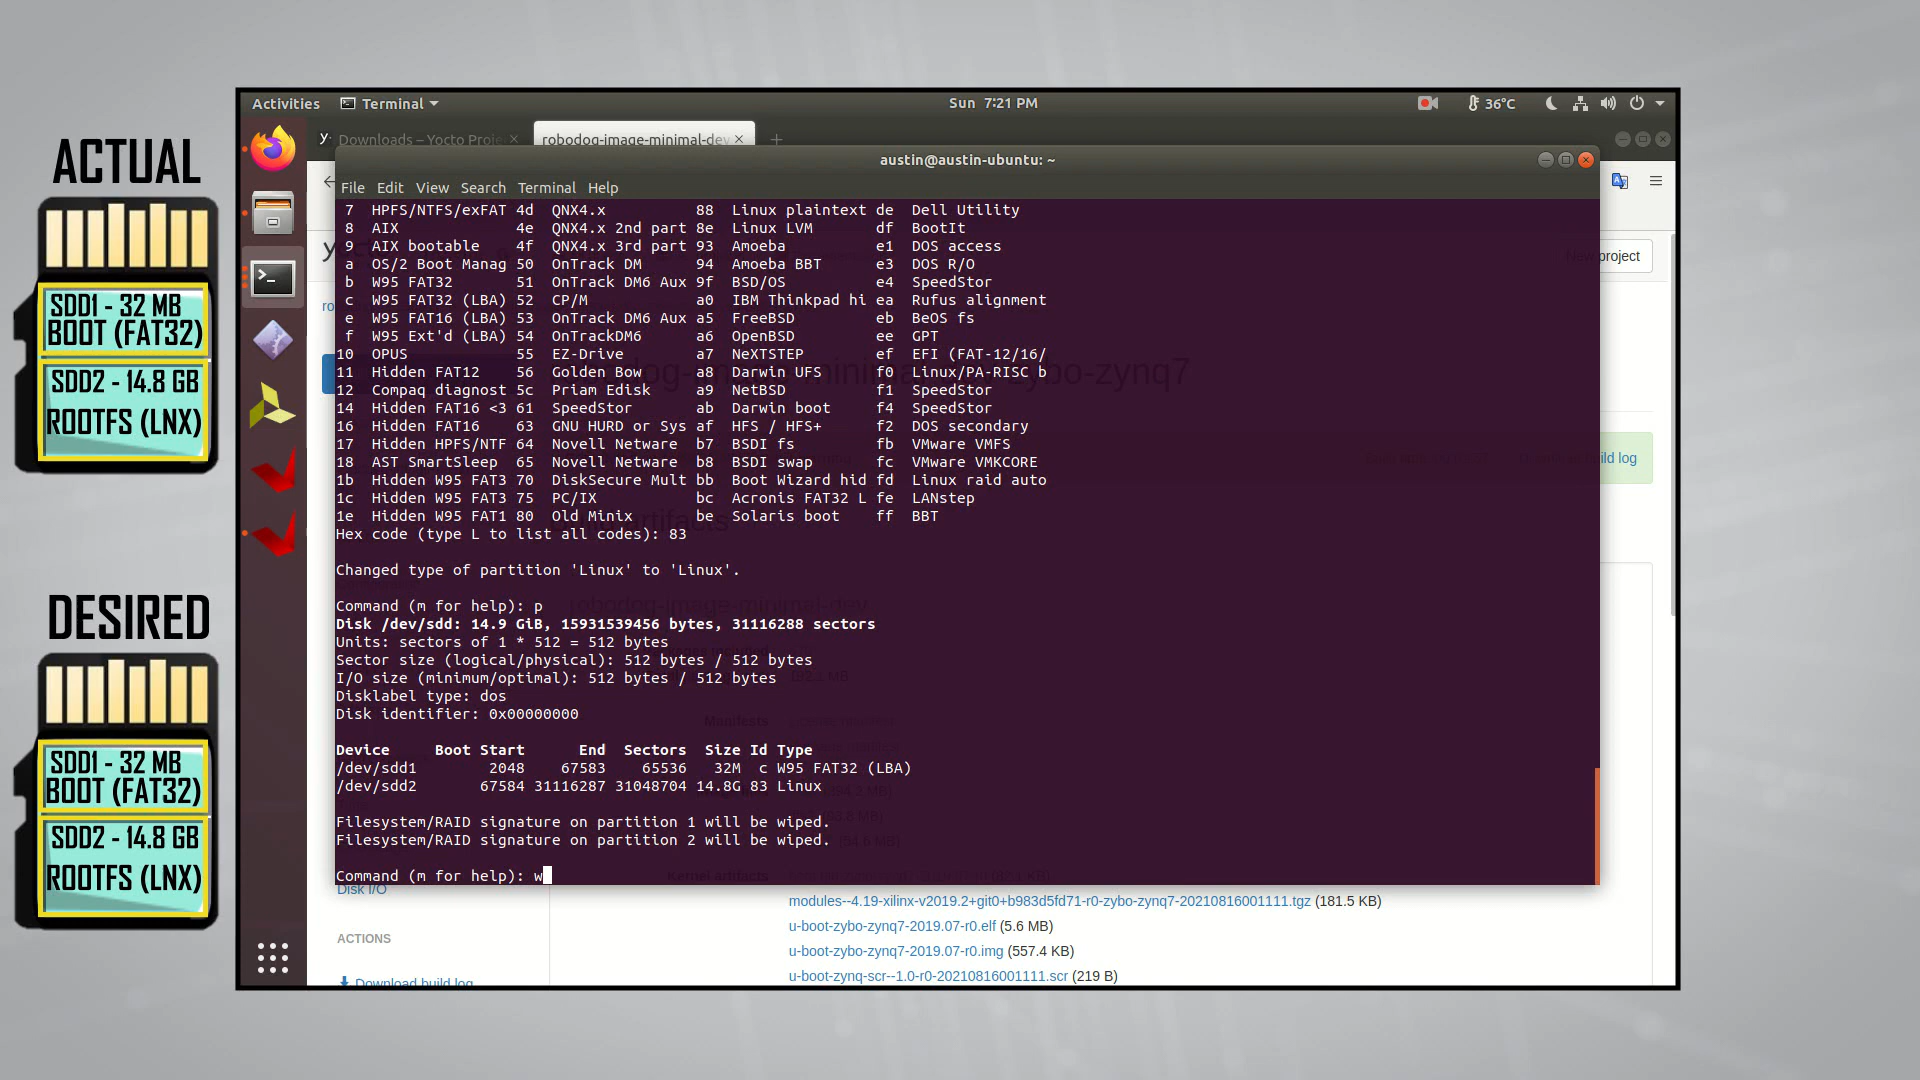 ACTUAL
SDD1 - 32 MB
BOOT (FAT32)
SDD2 - 14.8 GB
ROOTFS (LNX)
DESIRED
SDD1 - 32 MB
BOOT (FAT32)
SDD2 - 14.8 GB
ROOTFS (LNX)
Activities Terminal Sun 7:21 PM 36°C
Downloads – Yocto Proje robodog-image-minimal-dev
austin@austin-ubuntu: ~
File Edit View Search Terminal Help
7 HPFS/NTFS/exFAT 4d QNX4.x 88 Linux plaintext de Dell Utility
8 AIX 4e QNX4.x 2nd part 8e Linux LVM df BootIt
9 AIX bootable 4f QNX4.x 3rd part 93 Amoeba e1 DOS access
a OS/2 Boot Manag 50 OnTrack DM 94 Amoeba BBT e3 DOS R/O
b W95 FAT32 51 OnTrack DM6 Aux 9f BSD/OS e4 SpeedStor
c W95 FAT32 (LBA) 52 CP/M a0 IBM Thinkpad hi ea Rufus alignment
e W95 FAT16 (LBA) 53 OnTrack DM6 Aux a5 FreeBSD eb BeOS fs
f W95 Ext'd (LBA) 54 OnTrackDM6 a6 OpenBSD ee GPT
10 OPUS 55 EZ-Drive a7 NeXTSTEP ef EFI (FAT-12/16/
11 Hidden FAT12 56 Golden Bow a8 Darwin UFS f0 Linux/PA-RISC b
12 Compaq diagnost 5c Priam Edisk a9 NetBSD f1 SpeedStor
14 Hidden FAT16 <3 61 SpeedStor ab Darwin boot f4 SpeedStor
16 Hidden FAT16 63 GNU HURD or Sys af HFS / HFS+ f2 DOS secondary
17 Hidden HPFS/NTF 64 Novell Netware b7 BSDI fs fb VMware VMFS
18 AST SmartSleep 65 Novell Netware b8 BSDI swap fc VMware VMKCORE
1b Hidden W95 FAT3 70 DiskSecure Mult bb Boot Wizard hid fd Linux raid auto
1c Hidden W95 FAT3 75 PC/IX bc Acronis FAT32 L fe LANstep
1e Hidden W95 FAT1 80 Old Minix be Solaris boot ff BBT
Hex code (type L to list all codes): 83
Changed type of partition 'Linux' to 'Linux'.
Command (m for help): p
Disk /dev/sdd: 14.9 GiB, 15931539456 bytes, 31116288 sectors
Units: sectors of 1 * 512 = 512 bytes
Sector size (logical/physical): 512 bytes / 512 bytes
I/O size (minimum/optimal): 512 bytes / 512 bytes
Disklabel type: dos
Disk identifier: 0x00000000
Device Boot Start End Sectors Size Id Type
/dev/sdd1 2048 67583 65536 32M c W95 FAT32 (LBA)
/dev/sdd2 67584 31116287 31048704 14.8G 83 Linux
Filesystem/RAID signature on partition 1 will be wiped.
Filesystem/RAID signature on partition 2 will be wiped.
Command (m for help): w
New project
ild log
Disk I/O
ACTIONS
Download build log
modules--4.19-xilinx-v2019.2+git0+b983d5fd71-r0-zybo-zynq7-20210816001111.tgz (181.5 KB)
u-boot-zybo-zynq7-2019.07-r0.elf (5.6 MB)
u-boot-zybo-zynq7-2019.07-r0.img (557.4 KB)
u-boot-zynq-scr--1.0-r0-20210816001111.scr (219 B)